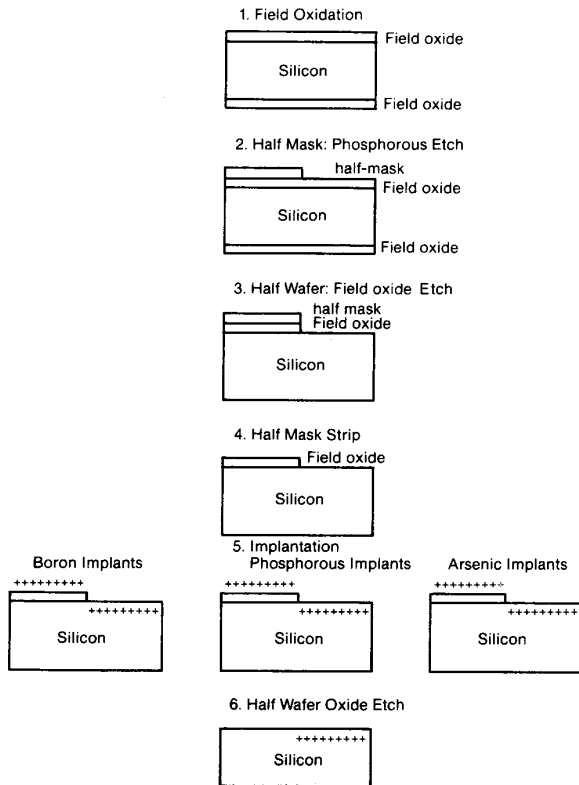 1. Field Oxidation
Field oxide
Silicon
Field oxide
2. Half Mask: Phosphorous Etch
half-mask
Field oxide
Silicon
Field oxide
3. Half Wafer: Field oxide Etch
half mask
Field oxide
Silicon
4. Half Mask Strip
Field oxide
Silicon
5. Implantation
Boron Implants
+++++++++
+++++++++
Silicon
Phosphorous Implants
+++++++++
+++++++++
Silicon
Arsenic Implants
+++++++++
+++++++++
Silicon
6. Half Wafer Oxide Etch
+++++++++
Silicon